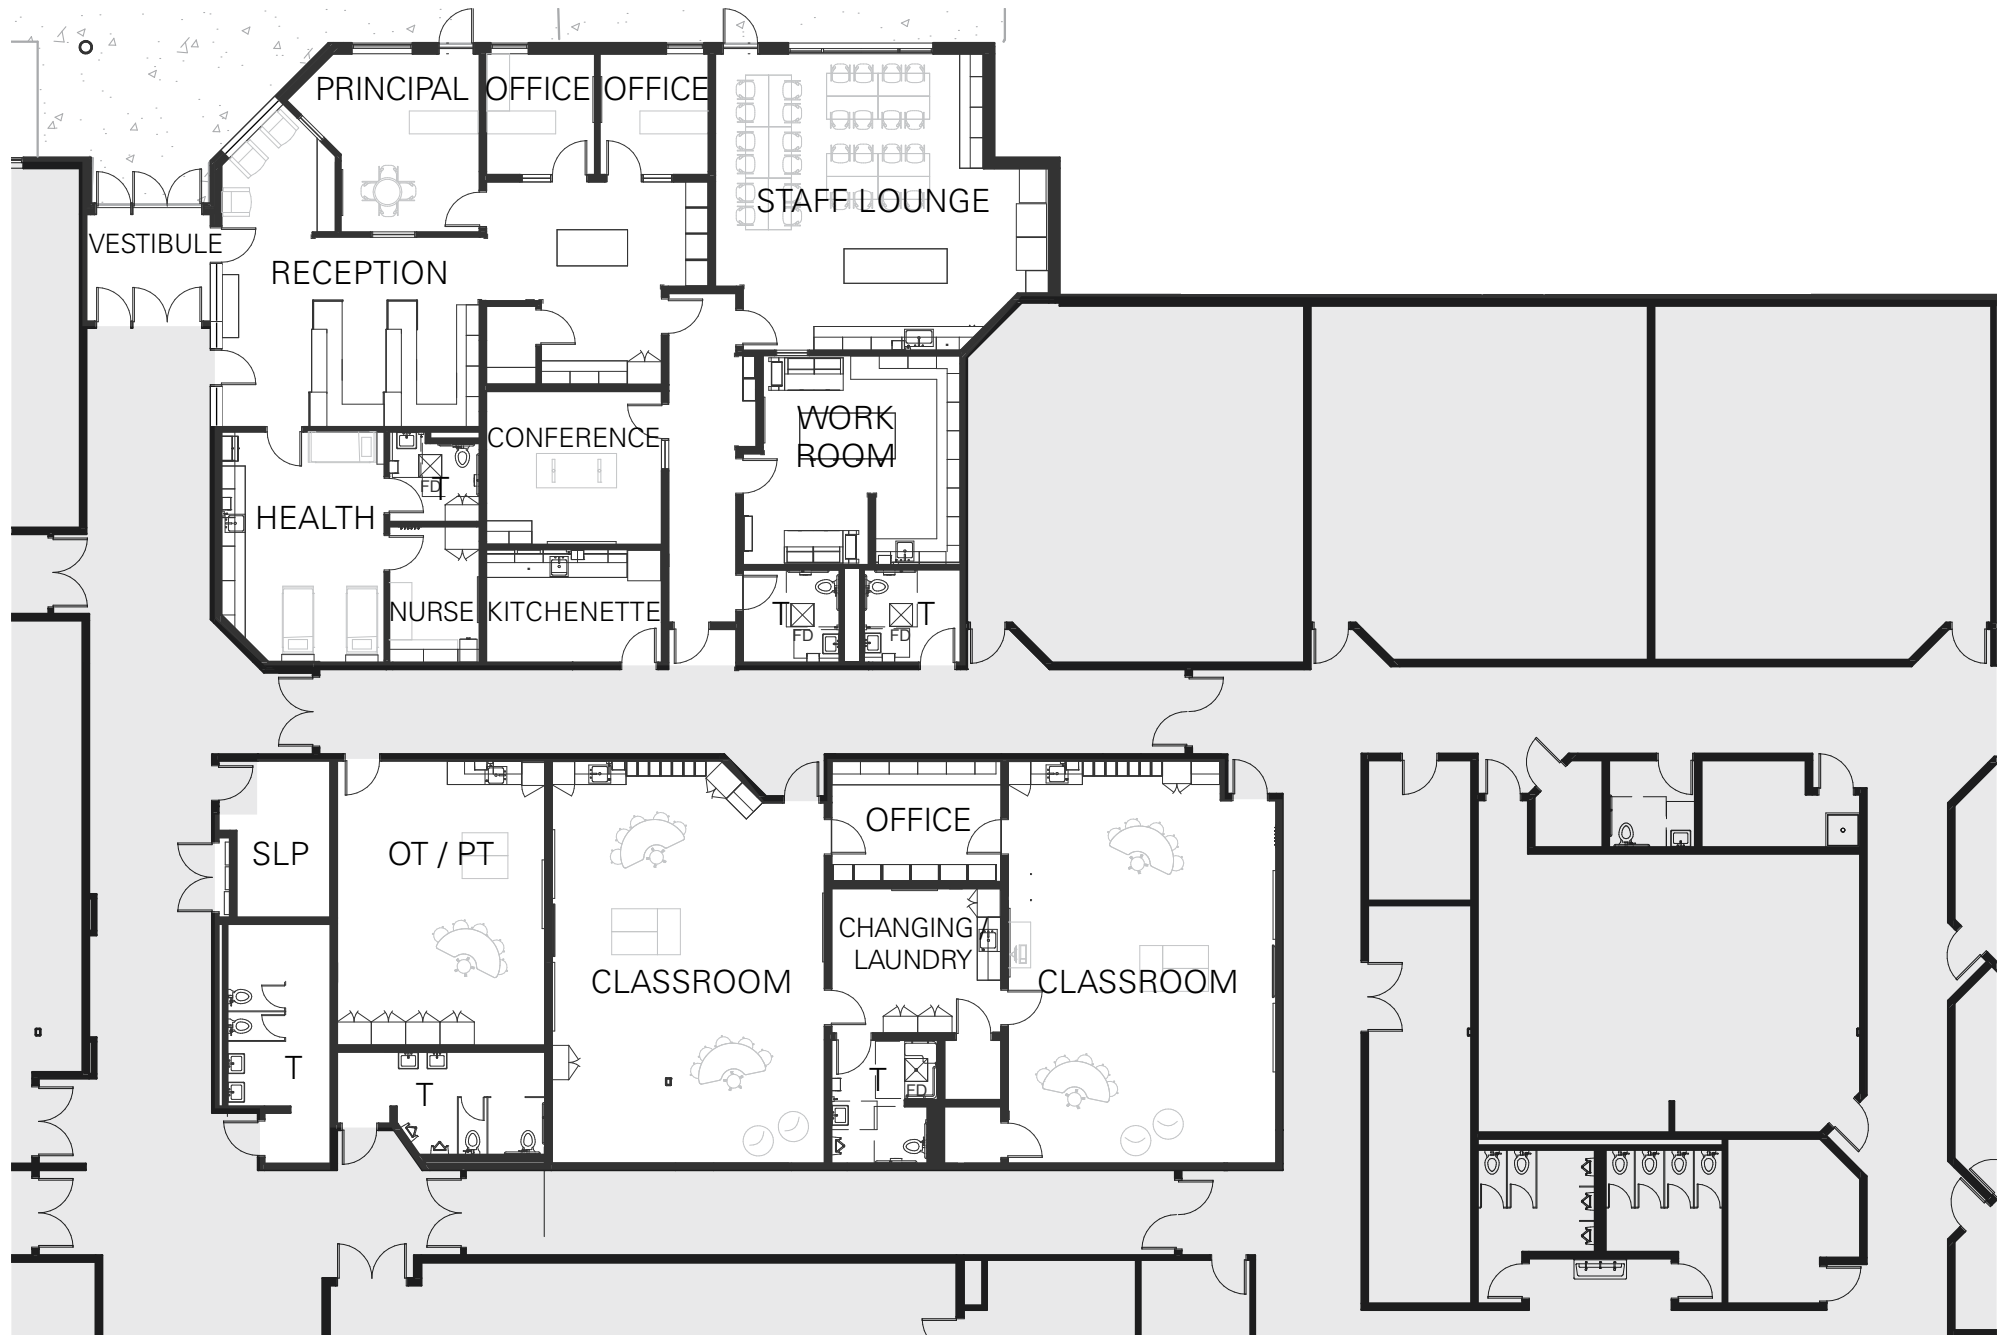 PRINCIPAL
OFFICE
OFFICE
STAFF LOUNGE
VESTIBULE
RECEPTION
WORK
ROOM
CONFERENCE
T
FD
HEALTH
NURSE
KITCHENETTE
T
FD
T
FD
OFFICE
SLP
OT / PT
CHANGING
LAUNDRY
CLASSROOM
CLASSROOM
T
T
T
FD